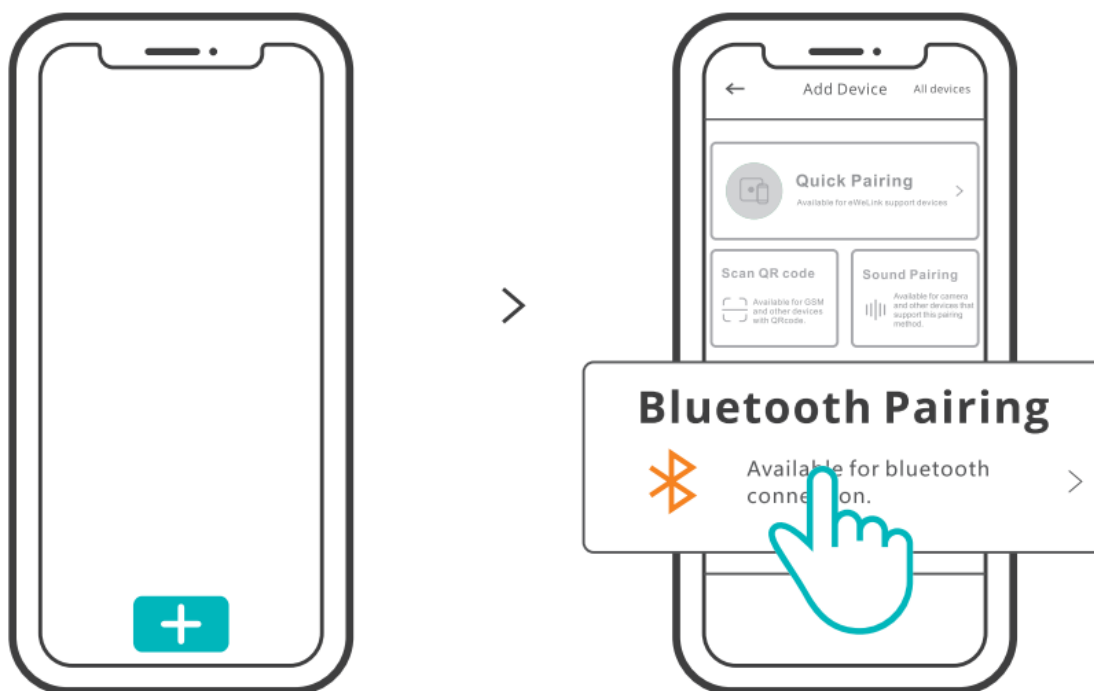 Add Device All devices
Quick Pairing
Available for eWeLink support devices
Scan QR code
Available for GSM
and other devices
with QRcode.
Sound Pairing
Available for camera
and other devices that
support this pairing
method.
Bluetooth Pairing
Available for bluetooth
connection.